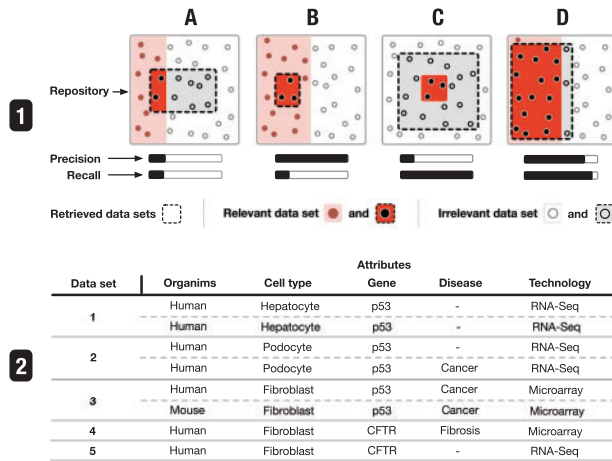 A B C D
Repository
1
Precision
Recall
Retrieved data sets Relevant data set and Irrelevant data set and
Attributes
Data set Organims Cell type Gene Disease Technology
1 Human Hepatocyte p53 - RNA-Seq
Human Hepatocyte p53 - RNA-Seq
2 Human Podocyte p53 - RNA-Seq
2 Human Podocyte p53 Cancer RNA-Seq
3 Human Fibroblast p53 Cancer Microarray
Mouse Fibroblast p53 Cancer Microarray
4 Human Fibroblast CFTR Fibrosis Microarray
5 Human Fibroblast CFTR - RNA-Seq